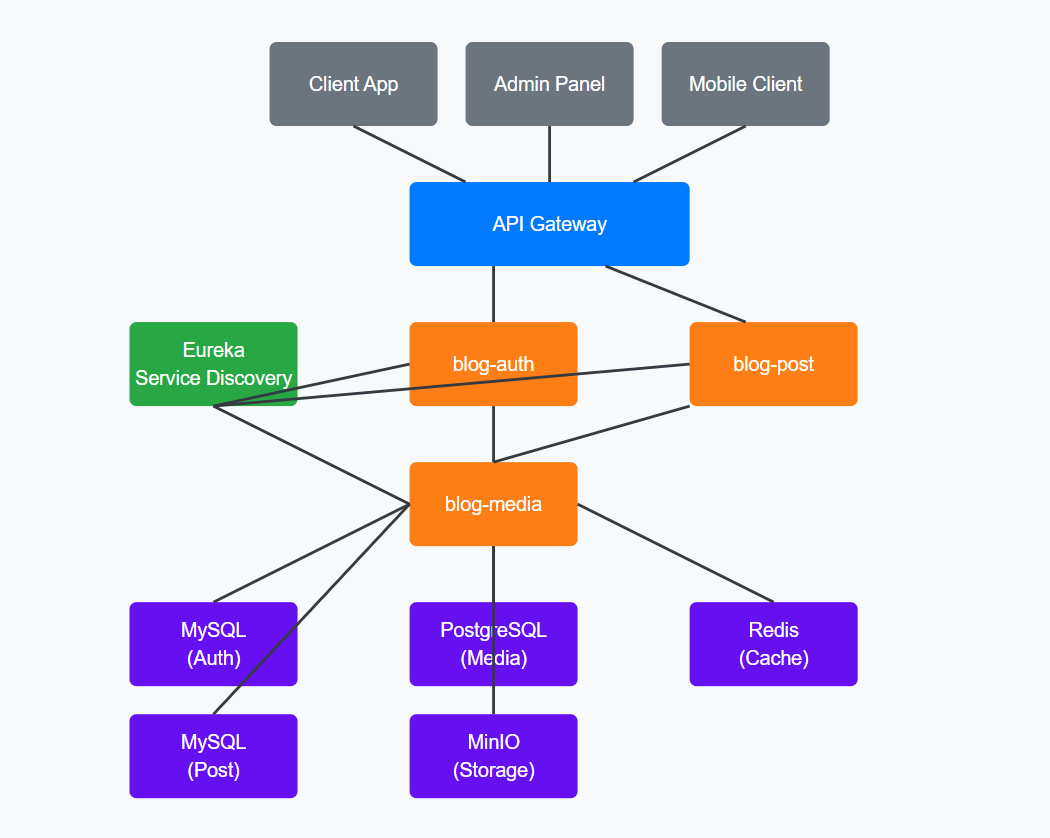 Client App
Admin Panel
Mobile Client
API Gateway
Eureka
Service Discovery
blog-auth
blog-post
blog-media
MySQL
(Auth)
PostgreSQL
(Media)
Redis
(Cache)
MySQL
(Post)
MinIO
(Storage)